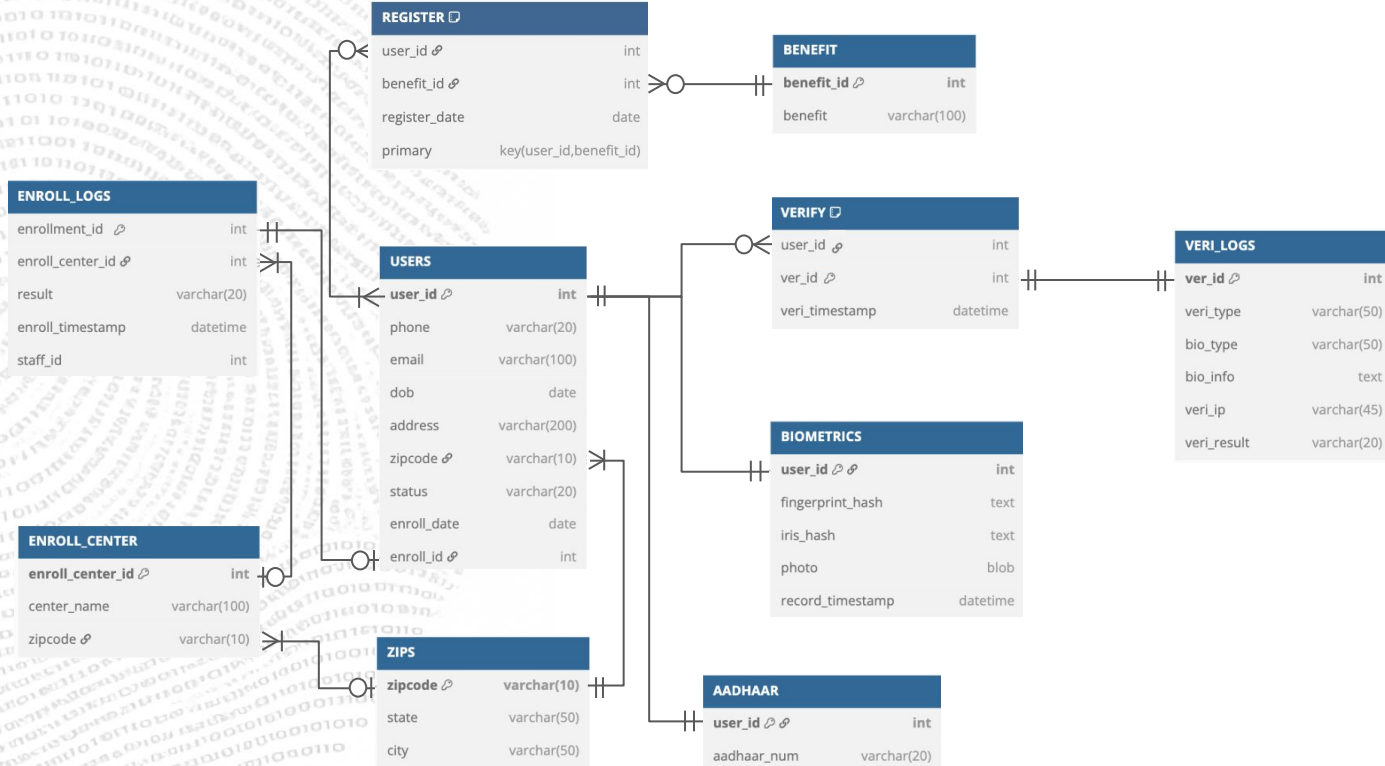 REGISTER
user_id int
benefit_id int
register_date date
primary key(user_id,benefit_id)
BENEFIT
benefit_id int
benefit varchar(100)
ENROLL_LOGS
enrollment_id int
enroll_center_id int
result varchar(20)
enroll_timestamp datetime
staff_id int
USERS
user_id int
phone varchar(20)
email varchar(100)
dob date
address varchar(200)
zipcode varchar(10)
status varchar(20)
enroll_date date
enroll_id int
VERIFY
user_id int
ver_id int
veri_timestamp datetime
VERI_LOGS
ver_id int
veri_type varchar(50)
bio_type varchar(50)
bio_info text
veri_ip varchar(45)
veri_result varchar(20)
BIOMETRICS
user_id int
fingerprint_hash text
iris_hash text
photo blob
record_timestamp datetime
ENROLL_CENTER
enroll_center_id int
center_name varchar(100)
zipcode varchar(10)
ZIPS
zipcode varchar(10)
state varchar(50)
city varchar(50)
AADHAAR
user_id int
aadhaar_num varchar(20)